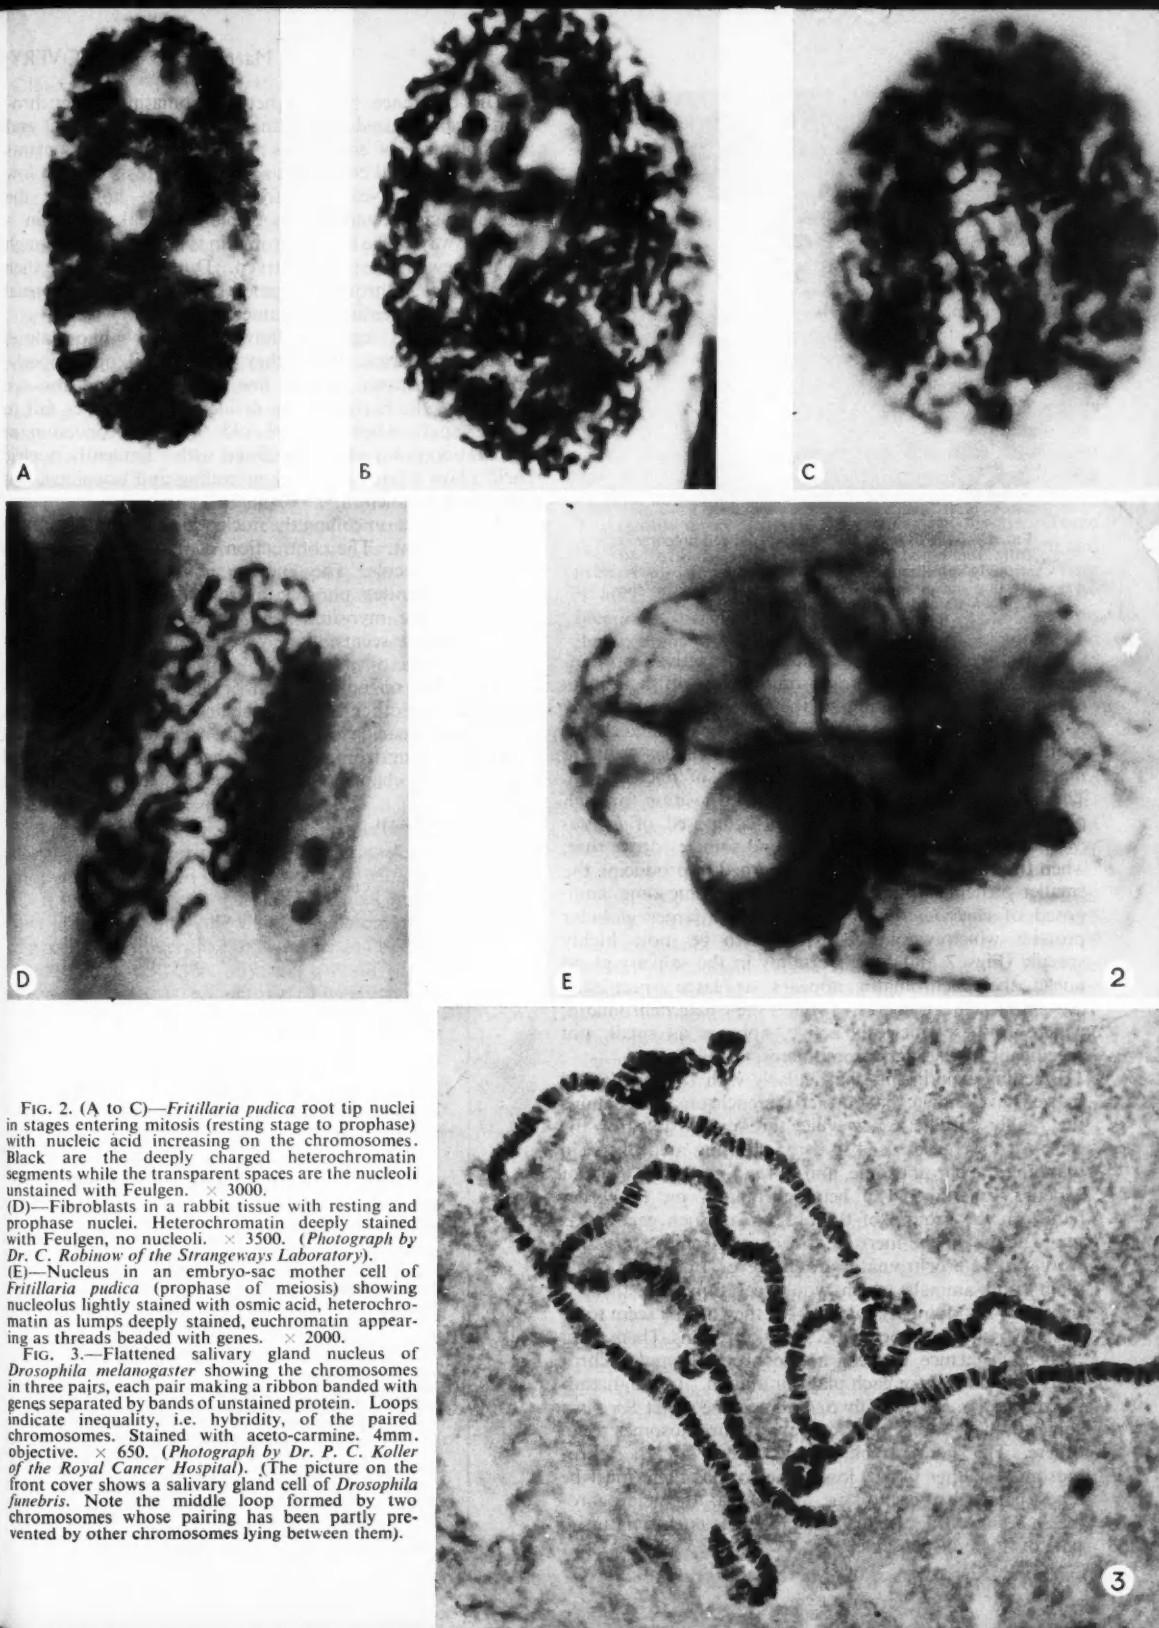 A
B
C
D
E
2
FIG. 2. (A to C)—Fritillaria pudica root tip nuclei
in stages entering mitosis (resting stage to prophase)
with nucleic acid increasing on the chromosomes.
Black are the deeply charged heterochromatin
segments while the transparent spaces are the nucleoli
unstained with Feulgen. × 3000.
(D)—Fibroblasts in a rabbit tissue with resting and
prophase nuclei. Heterochromatin deeply stained
with Feulgen, no nucleoli. × 3500. (Photograph by
Dr. C. Robinow of the Strangeways Laboratory).
(E)—Nucleus in an embryo-sac mother cell of
Fritillaria pudica (prophase of meiosis) showing
nucleolus lightly stained with osmic acid, heterochro-
matin as lumps deeply stained, euchromatin appear-
ing as threads beaded with genes. × 2000.
FIG. 3.—Flattened salivary gland nucleus of
Drosophila melanogaster showing the chromosomes
in three pairs, each pair making a ribbon banded with
genes separated by bands of unstained protein. Loops
indicate inequality, i.e. hybridity, of the paired
chromosomes. Stained with aceto-carmine. 4mm.
objective. × 650. (Photograph by Dr. P. C. Koller
of the Royal Cancer Hospital). (The picture on the
front cover shows a salivary gland cell of Drosophila
funebris. Note the middle loop formed by two
chromosomes whose pairing has been partly pre-
vented by other chromosomes lying between them).
3